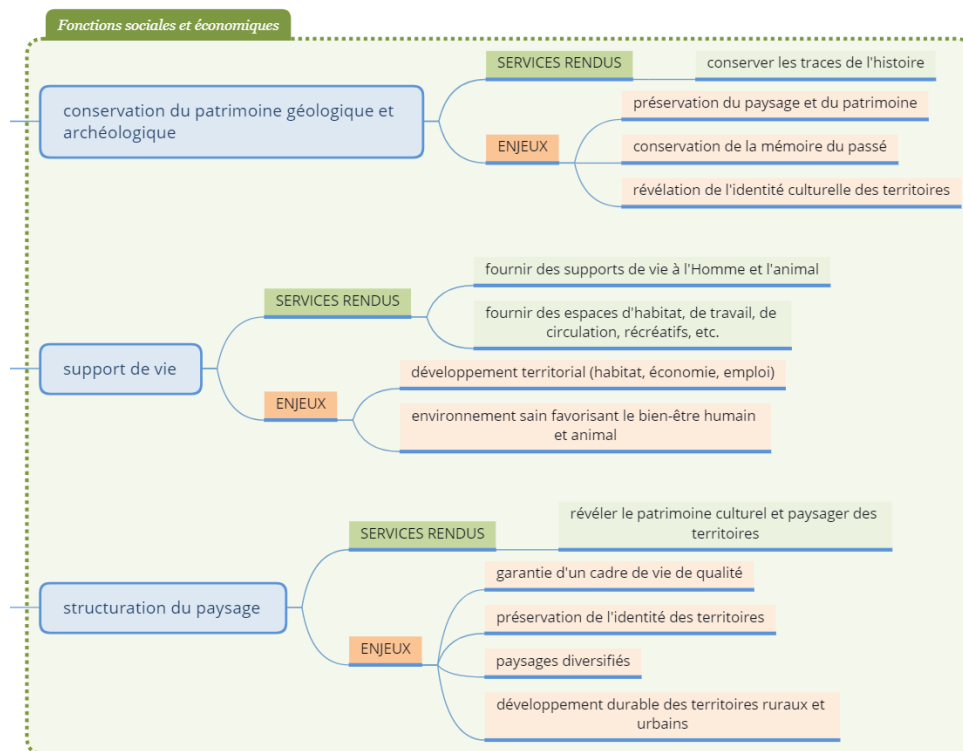 Fonctions sociales et économiques
conservation du patrimoine géologique et
archéologique
SERVICES RENDUS
conserver les traces de l'histoire
ENJEUX
préservation du paysage et du patrimoine
conservation de la mémoire du passé
révélation de l'identité culturelle des territoires
support de vie
SERVICES RENDUS
fournir des supports de vie à l'Homme et l'animal
fournir des espaces d'habitat, de travail, de
circulation, récréatifs, etc.
ENJEUX
développement territorial (habitat, économie, emploi)
environnement sain favorisant le bien-être humain
et animal
structuration du paysage
SERVICES RENDUS
révéler le patrimoine culturel et paysager des
territoires
ENJEUX
garantie d'un cadre de vie de qualité
préservation de l'identité des territoires
paysages diversifiés
développement durable des territoires ruraux et
urbains